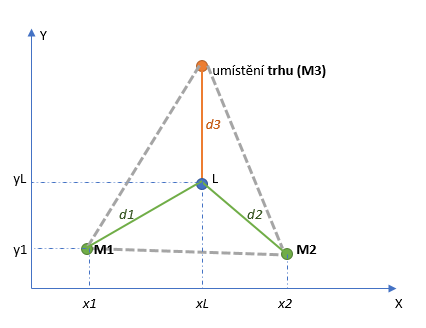 Y
umístění trhu (M3)
d3
yL
L
d1
d2
y1
M1
M2
x1
xL
x2
X